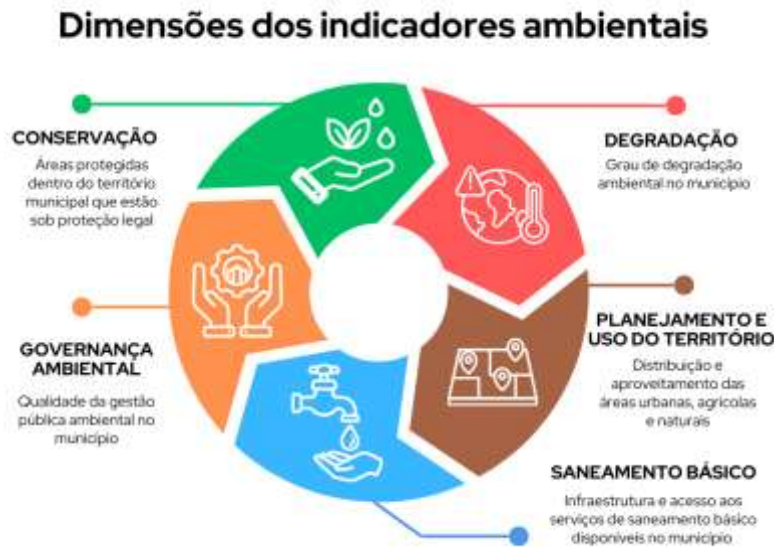 Dimensões dos indicadores ambientais
CONSERVAÇÃO
Áreas protegidas
dentro do território
municipal que estão
sob proteção legal
DEGRADAÇÃO
Grau de degradação
ambiental no município
GOVERNANÇA
AMBIENTAL
Qualidade da gestão
pública ambiental no
município
PLANEJAMENTO E
USO DO TERRITÓRIO
Distribuição e
aproveitamento das
áreas urbanas, agrícolas
e naturais
SANEAMENTO BÁSICO
Infraestrutura e acesso aos
serviços de saneamento básico
disponíveis no município